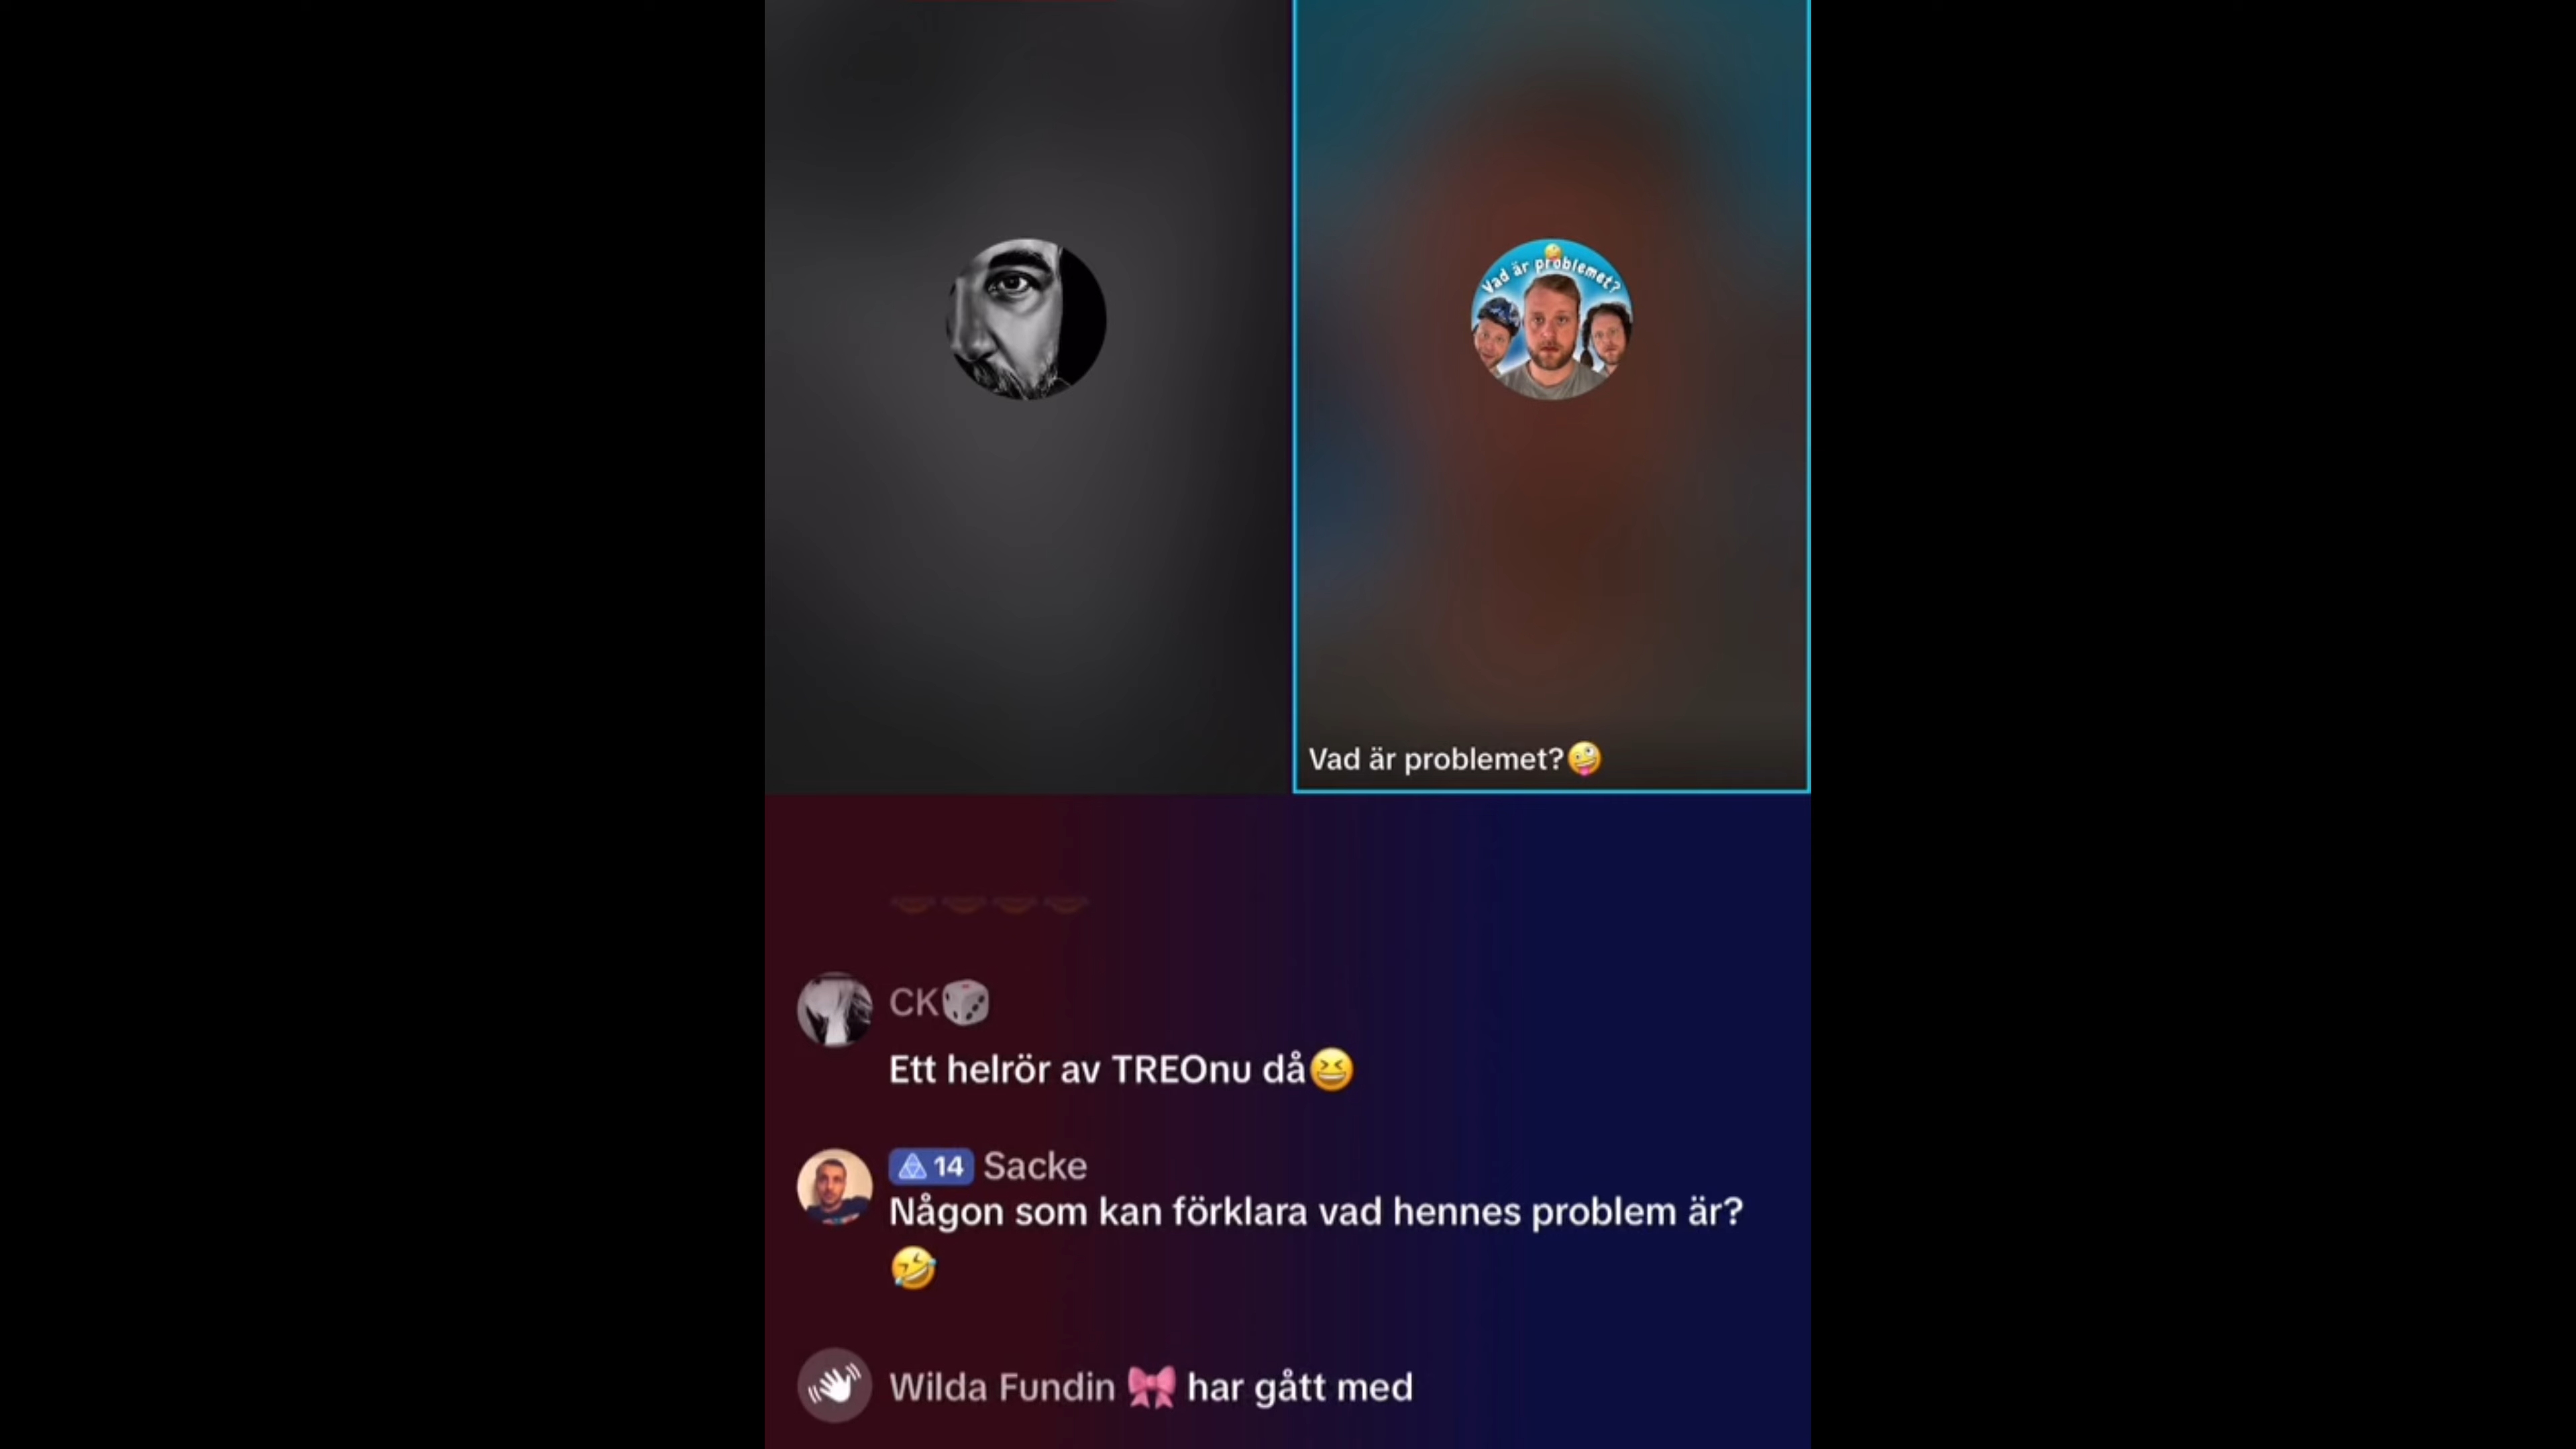 Vad är problemet?
Vad är problemet?🤪
CK🎲
Ett helrör av TREOnu då😆
14 Sacke
Någon som kan förklara vad hennes problem är?
🤣
Wilda Fundin 🎀 har gått med